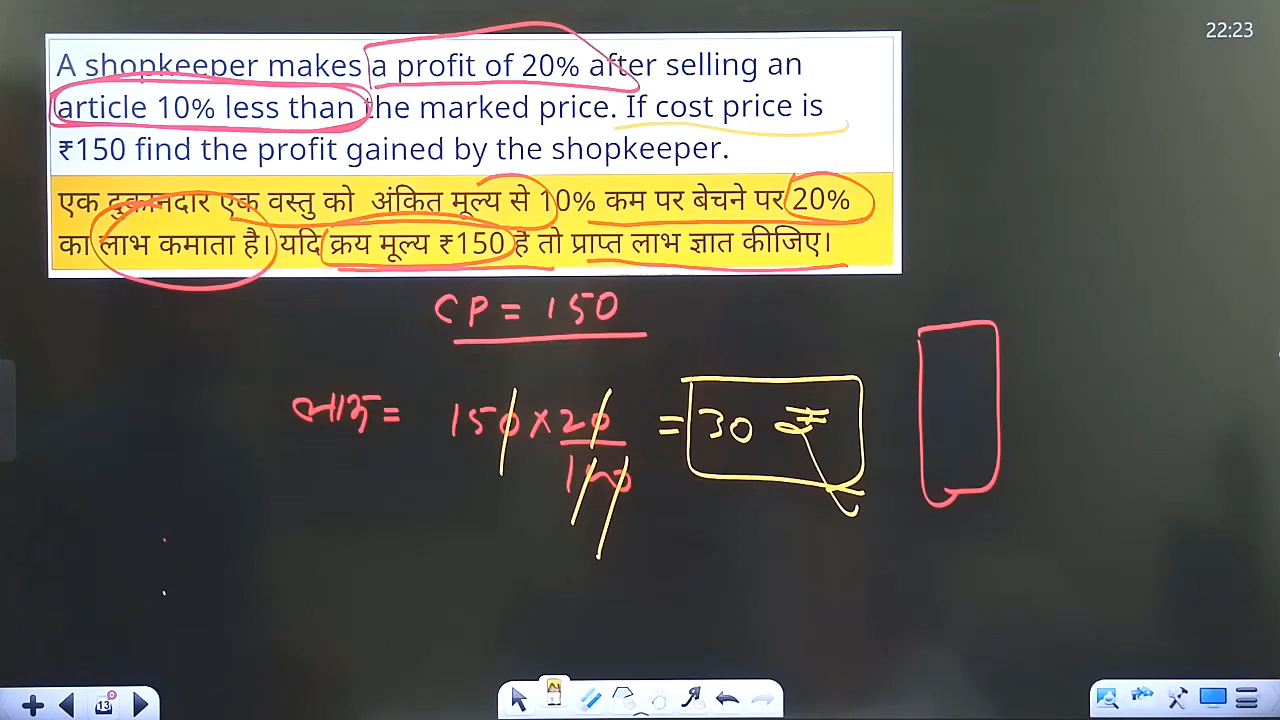 22:23
A shopkeeper makes a profit of 20% after selling an
article 10% less than the marked price. If cost price is
₹150 find the profit gained by the shopkeeper.
एक दुकानदार एक वस्तु को अंकित मूल्य से 10% कम पर बेचने पर 20%
का लाभ कमाता है। यदि क्रय मूल्य ₹150 है तो प्राप्त लाभ ज्ञात कीजिए।
CP = 150
लाभ = 150 × 20 / 100 = 30 ₹
13